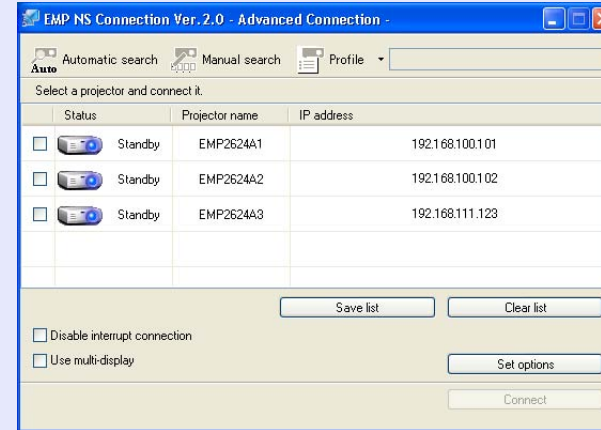 EMP NS Connection Ver.2.0 - Advanced Connection -
Auto Automatic search Manual search Profile
Select a projector and connect it.
Status Projector name IP address
Standby EMP2624A1 192.168.100.101
Standby EMP2624A2 192.168.100.102
Standby EMP2624A3 192.168.111.123
Save list Clear list
Disable interrupt connection
Use multi-display
Set options
Connect